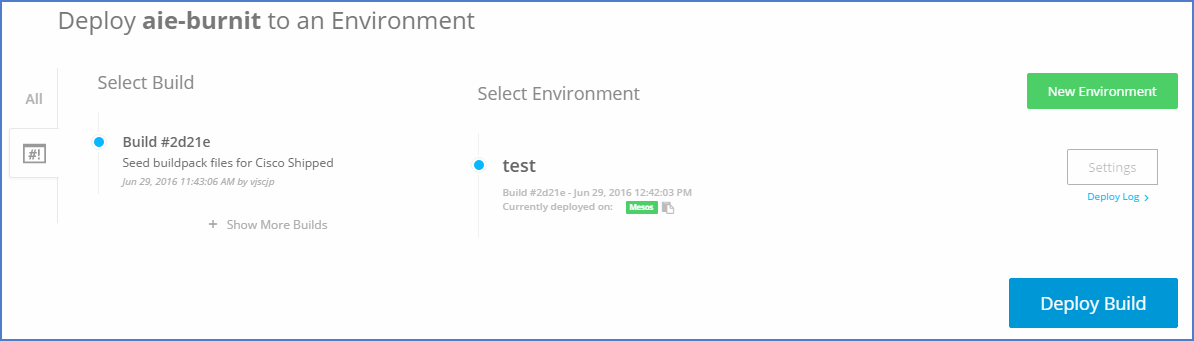 Deploy aie-burnit to an Environment
All
#!
Select Build
Build #2d21e
Seed buildpack files for Cisco Shipped
Jun 29, 2016 11:43:06 AM by vjscjp
+ Show More Builds
Select Environment
New Environment
test
Build #2d21e - Jun 29, 2016 12:42:03 PM
Currently deployed on: Mesos
Settings
Deploy Log >
Deploy Build